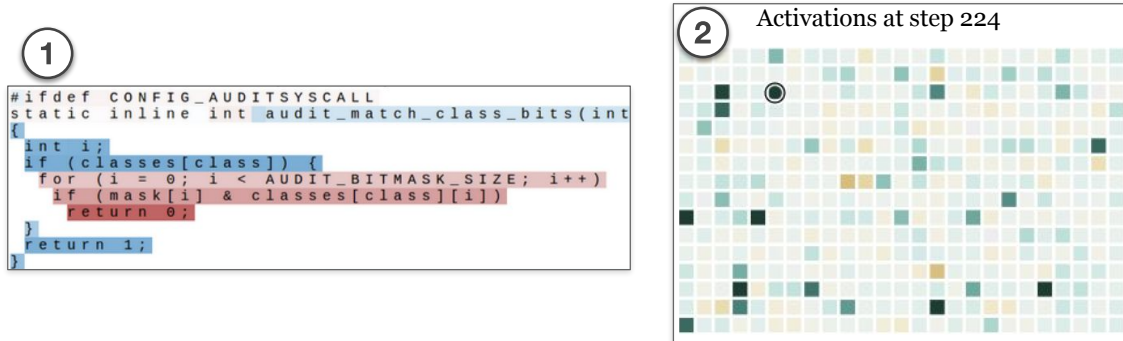 1
#ifdef CONFIG_AUDITSYSCALL
static inline int audit_match_class_bits(int
{
int i;
if (classes[class]) {
for (i = 0; i < AUDIT_BITMASK_SIZE; i++)
if (mask[i] & classes[class][i])
return 0;
}
return 1;
}
2
Activations at step 224